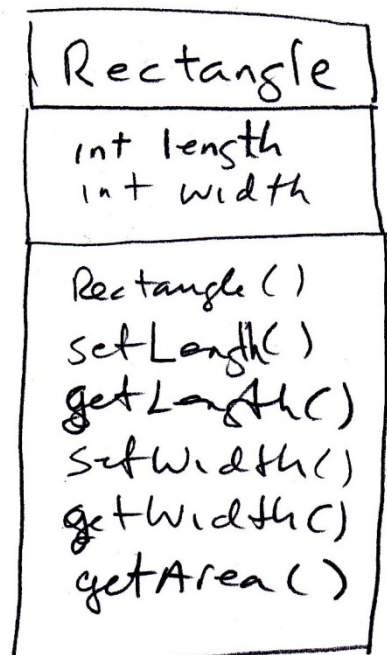 Rectangle
int length
int width
Rectangle()
setLength()
getLength()
setWidth()
getWidth()
getArea()